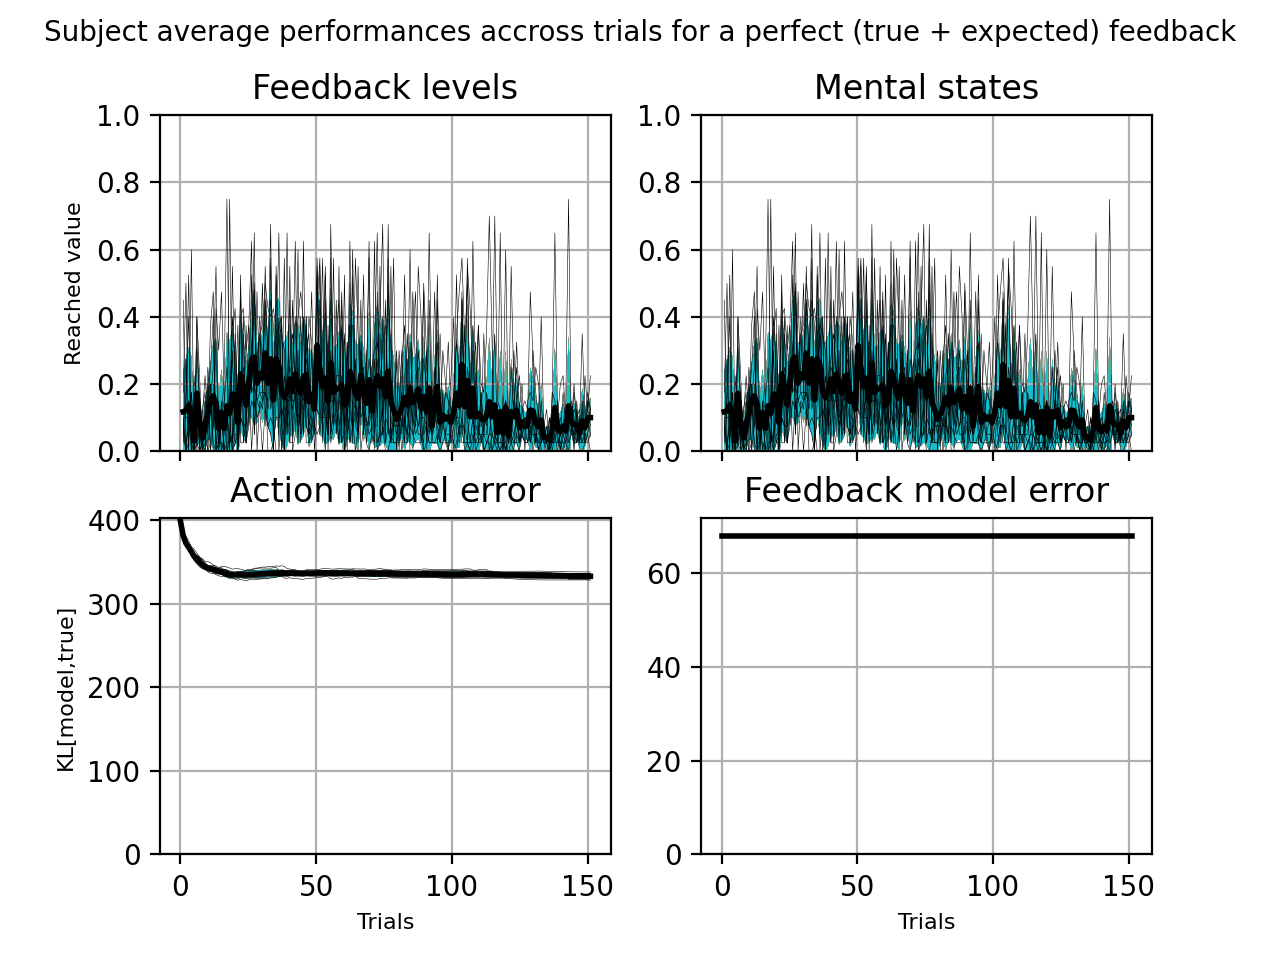 Subject average performances accross trials for a perfect (true + expected) feedback
Feedback levels
Mental states
1.0
0.8
0.6
0.4
0.2
0.0
Reached value
1.0
0.8
0.6
0.4
0.2
0.0
Action model error
Feedback model error
400
300
200
100
0
KL[model,true]
60
40
20
0
0 50 100 150
0 50 100 150
Trials
Trials